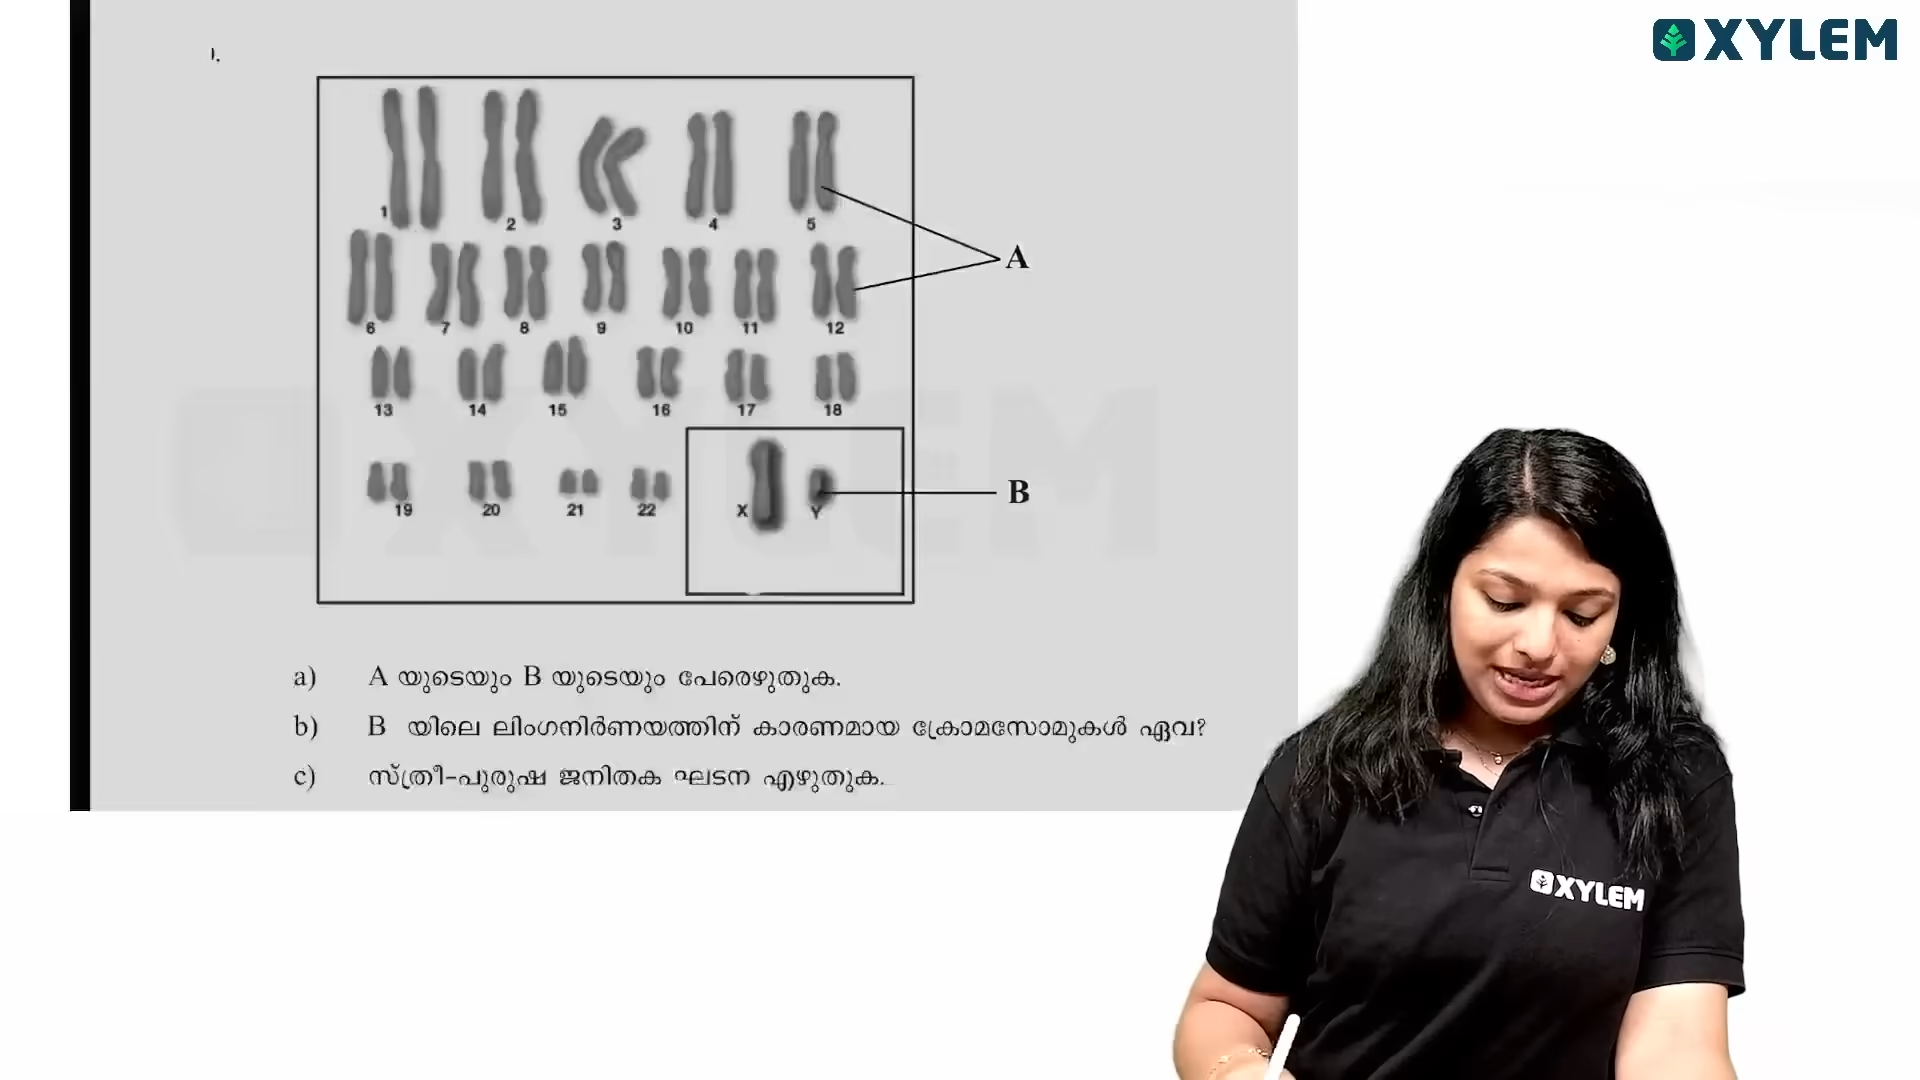 XYLEM
1 2 3 4 5
A
6 7 8 9 10 11 12
13 14 15 16 17 18
19 20 21 22 X Y
B
a) A യുടെയും B യുടെയും പേരെഴുതുക.
b) B യിലെ ലിംഗനിർണയത്തിന് കാരണമായ ക്രോമസോമുകൾ ഏവ?
c) സ്ത്രീ-പുരുഷ ജനിതക ഘടന എഴുതുക.
XYLEM